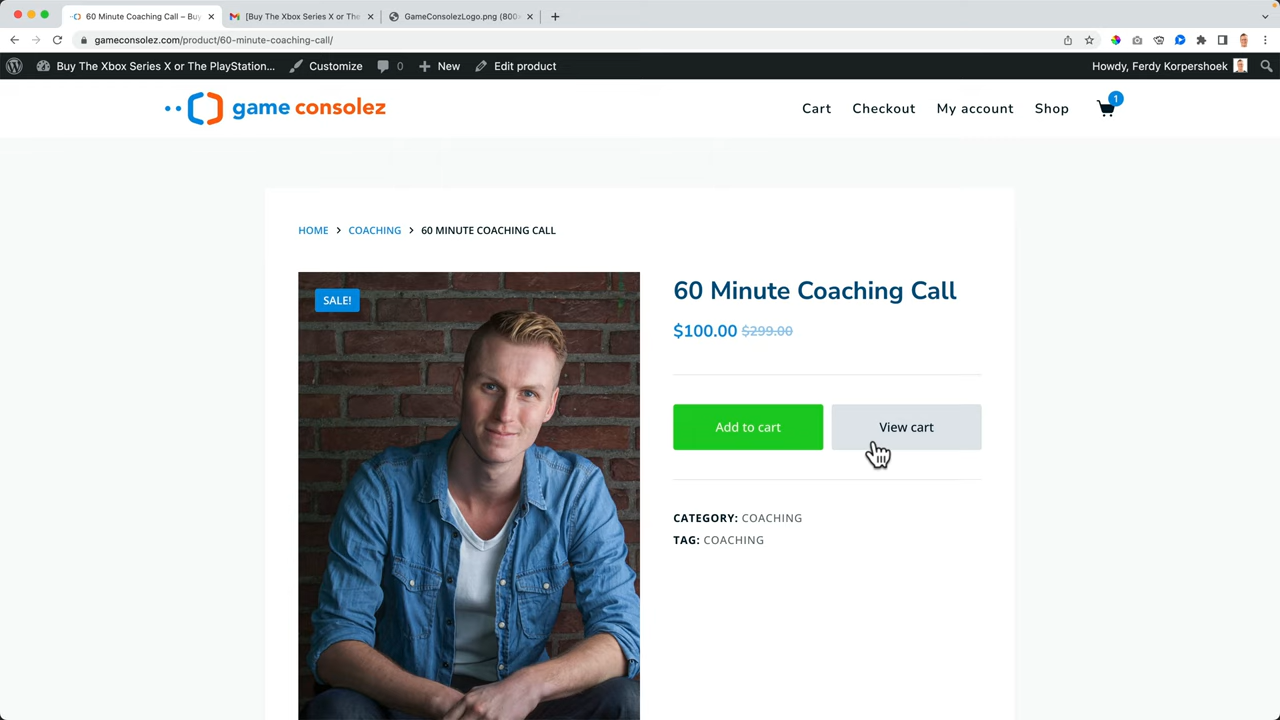 60 Minute Coaching Call – Buy
[Buy The Xbox Series X or The
GameConsolezLogo.png (800×
gameconsolez.com/product/60-minute-coaching-call/
Buy The Xbox Series X or The PlayStation...
Customize
0
New
Edit product
Howdy, Ferdy Korpershoek
game consolez
Cart
Checkout
My account
Shop
1
HOME > COACHING > 60 MINUTE COACHING CALL
SALE!
60 Minute Coaching Call
$100.00 $299.00
Add to cart
View cart
CATEGORY: COACHING
TAG: COACHING